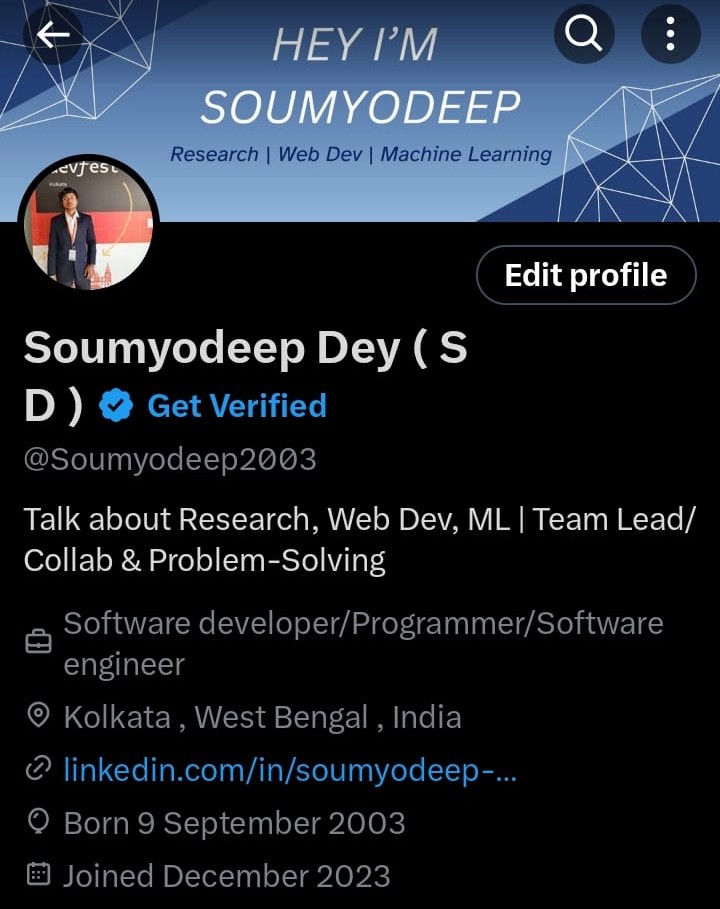 HEY I'M
SOUMYODEEP
Research | Web Dev | Machine Learning
devfest
Kolkata
Edit profile
Soumyodeep Dey ( S
D ) Get Verified
@Soumyodeep2003
Talk about Research, Web Dev, ML | Team Lead/
Collab & Problem-Solving
Software developer/Programmer/Software
engineer
Kolkata , West Bengal , India
linkedin.com/in/soumyodeep-...
Born 9 September 2003
Joined December 2023